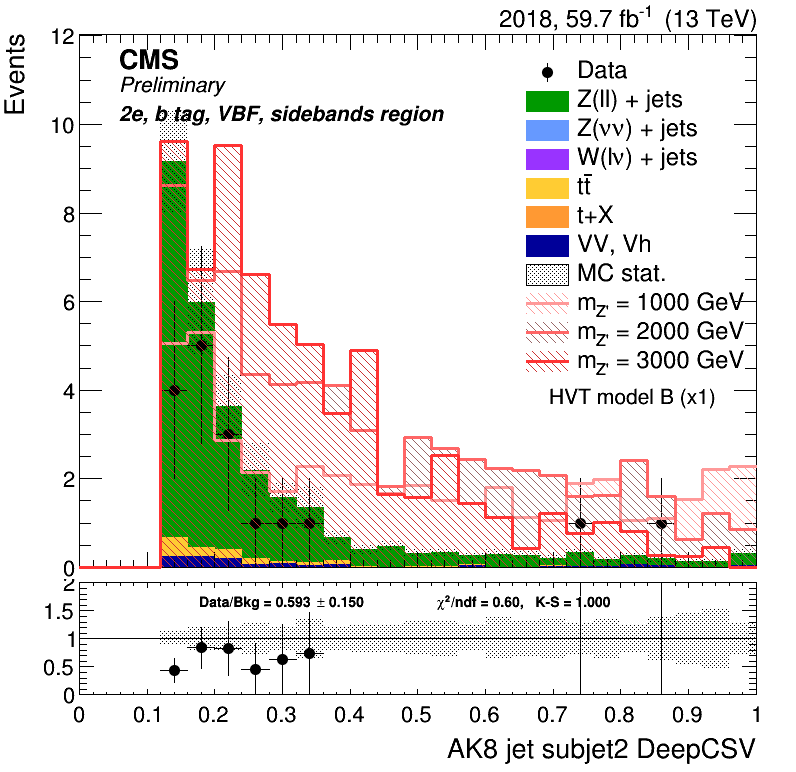 2018, 59.7 fb⁻¹ (13 TeV)
Events
CMS
Preliminary
2e, b tag, VBF, sidebands region
Data
Z(ll) + jets
Z(νν) + jets
W(lν) + jets
tt̄
t+X
VV, Vh
MC stat.
m_Z' = 1000 GeV
m_Z' = 2000 GeV
m_Z' = 3000 GeV
HVT model B (x1)
12
10
8
6
4
2
0
Data/Bkg = 0.593 ± 0.150 χ²/ndf = 0.60, K-S = 1.000
2
1.5
1
0.5
0
0 0.1 0.2 0.3 0.4 0.5 0.6 0.7 0.8 0.9 1
AK8 jet subjet2 DeepCSV